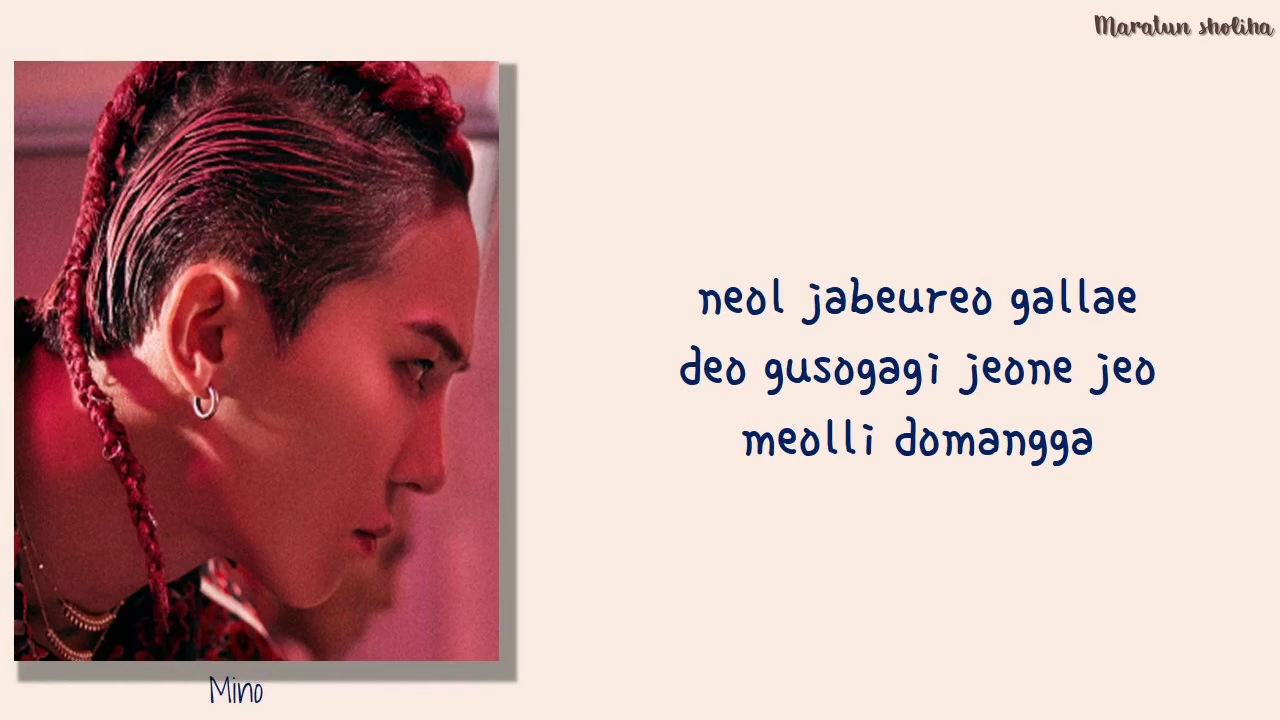 Maratun sholiha
neol jabeureo gallae
deo gusogagi jeone jeo
meolli domangga
Mino